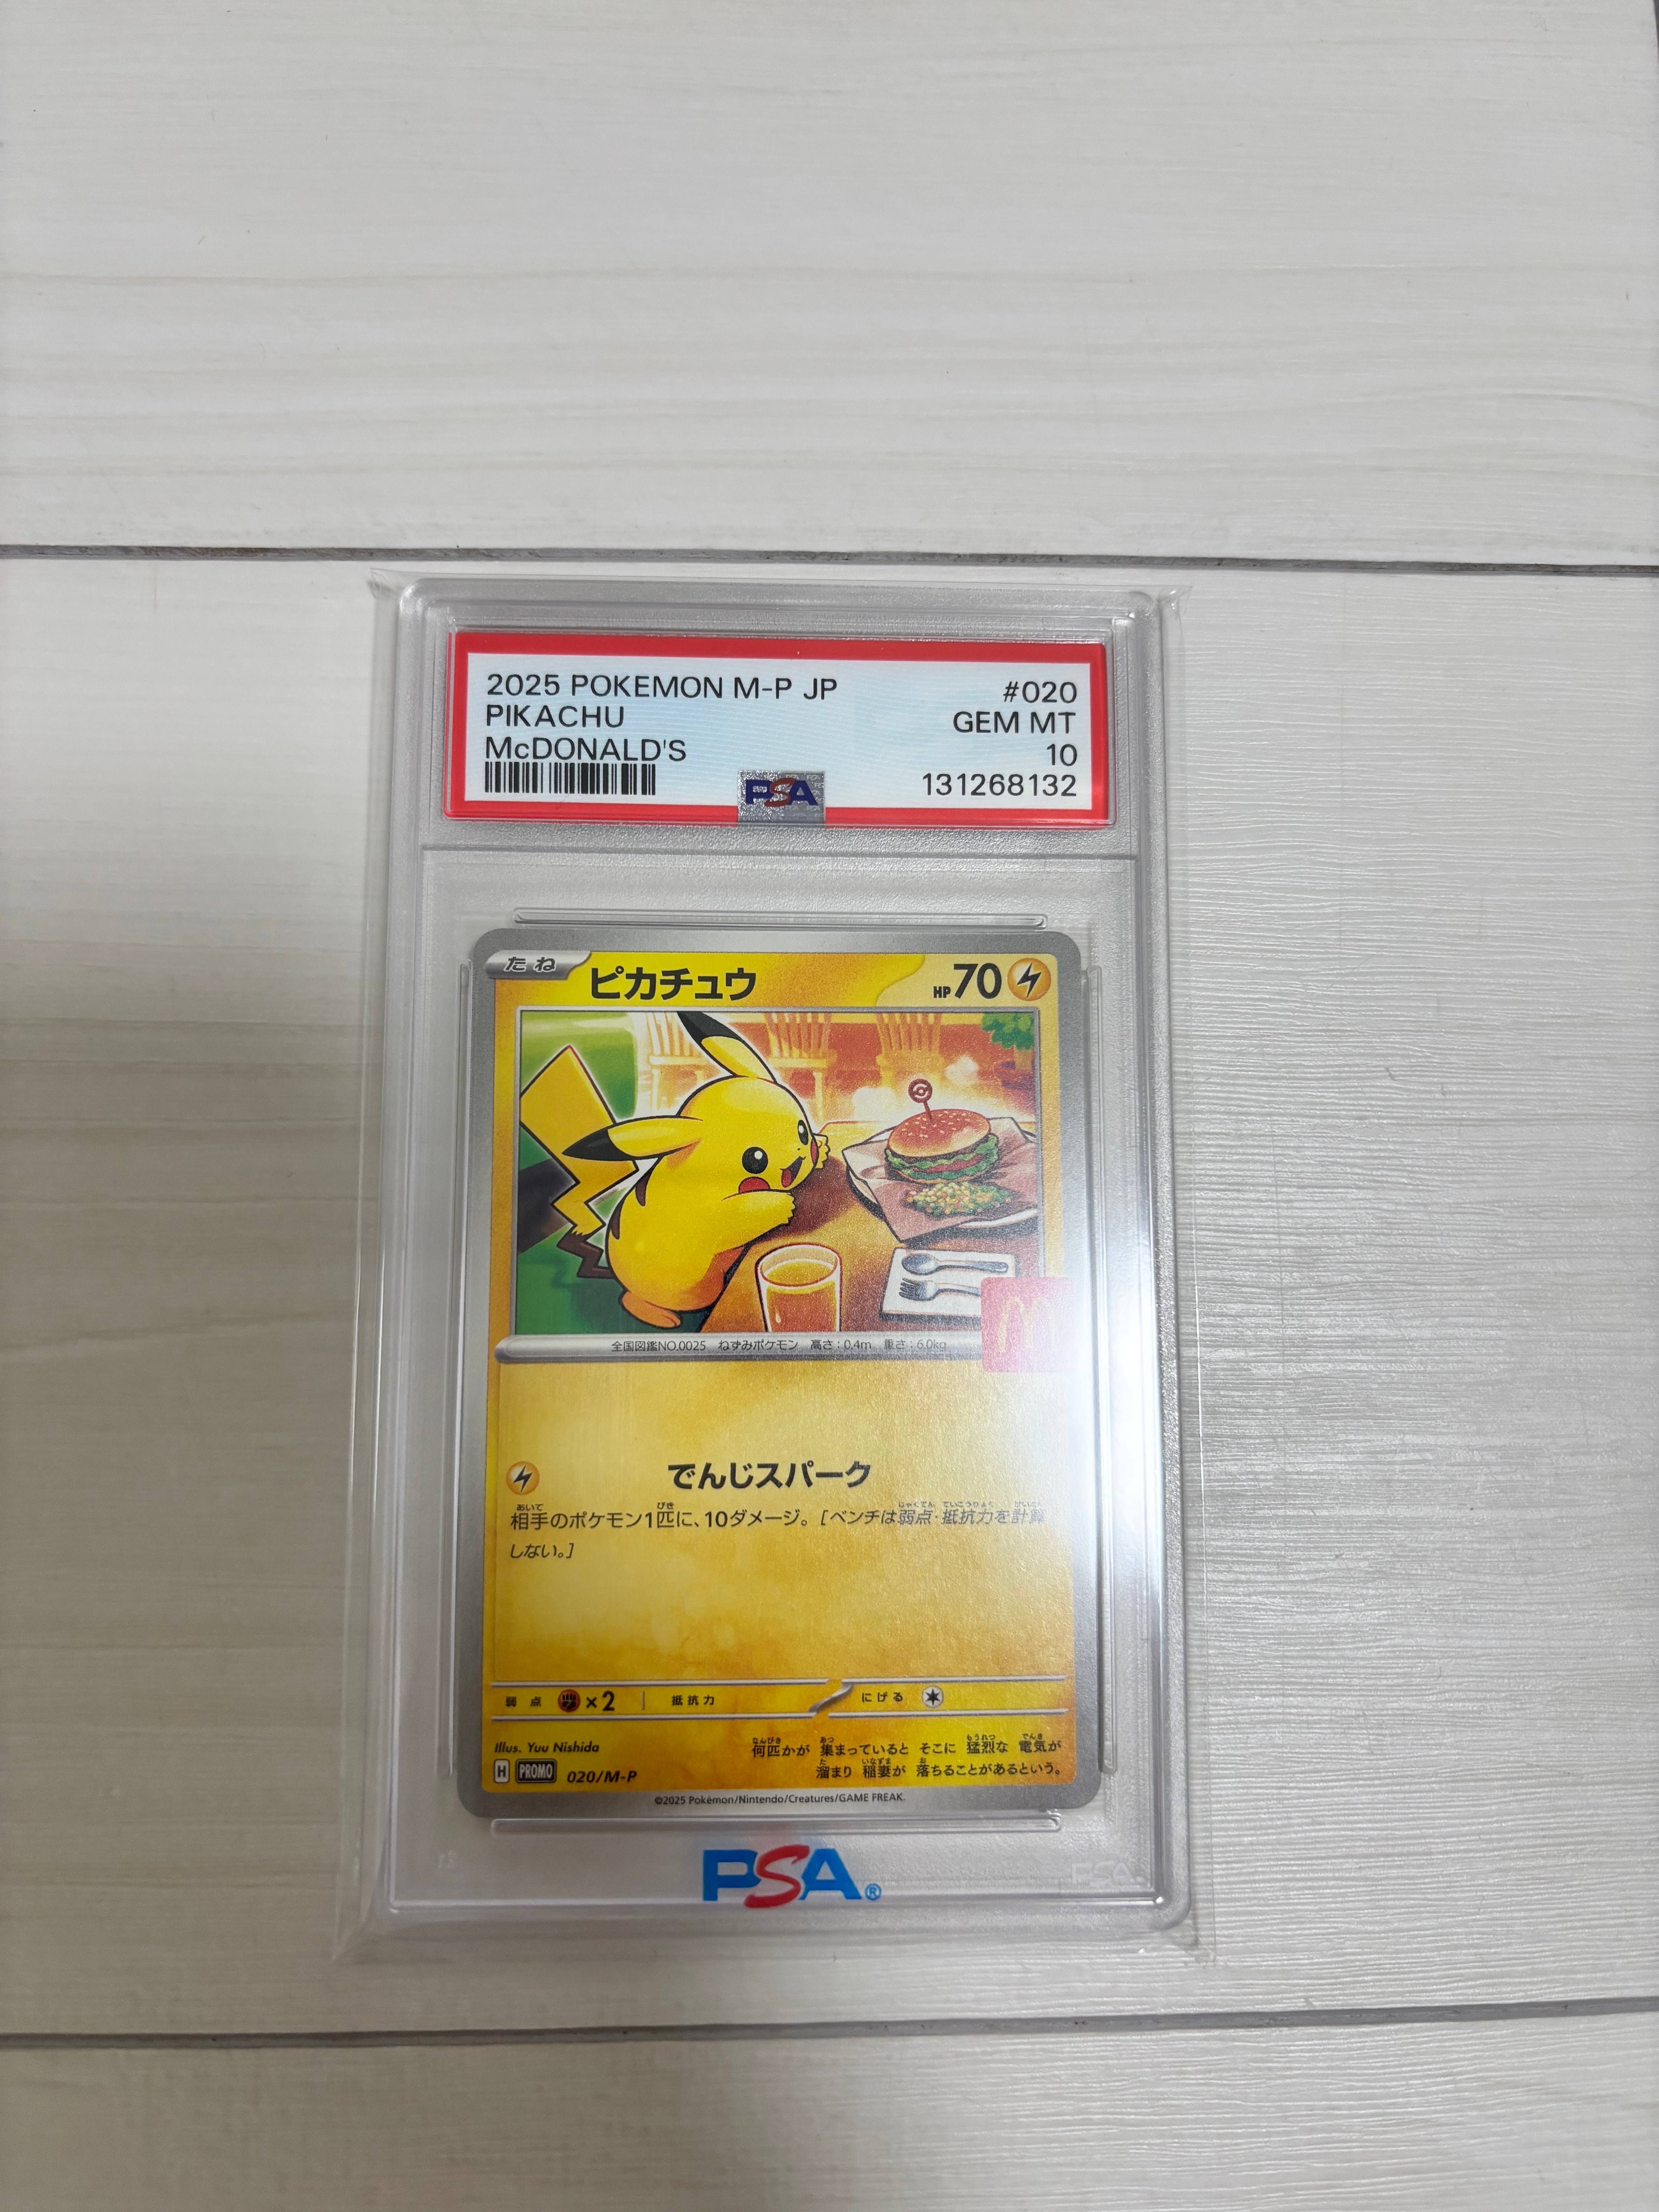 2025 POKEMON M-P JP #020
PIKACHU GEM MT
McDONALD'S 10
131268132
PSA
たね ピカチュウ HP70
全国図鑑NO.0025 ねずみポケモン 高さ：0.4m 重さ：6.0kg
でんじスパーク
相手のポケモン1匹に、10ダメージ。［ベンチは弱点・抵抗力を計算
しない。］
弱点 ×2 抵抗力 にげる
Illus. Yuu Nishida
何匹かが 集まっていると そこに 猛烈な 電気が
溜まり 稲妻が 落ちることがあるという。
H PROMO 020/M-P
©2025 Pokémon/Nintendo/Creatures/GAME FREAK.
PSA®